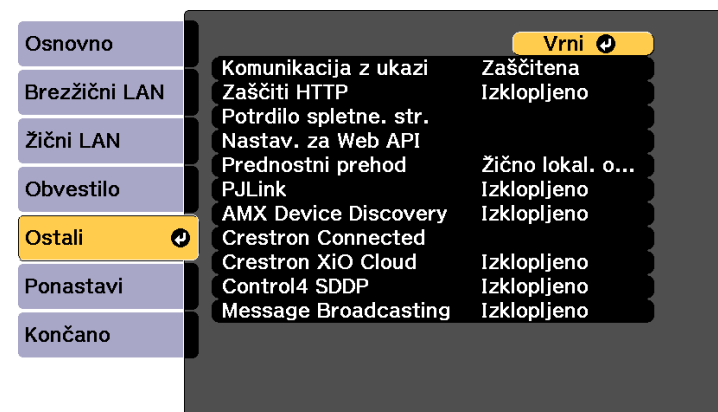 Osnovno
Brezžični LAN
Žični LAN
Obvestilo
Ostali
Ponastavi
Končano
Vrni
Komunikacija z ukazi Zaščitena
Zaščiti HTTP Izklopljeno
Potrdilo spletne. str.
Nastav. za Web API
Prednostni prehod Žično lokal. o...
PJLink Izklopljeno
AMX Device Discovery Izklopljeno
Crestron Connected
Crestron XiO Cloud Izklopljeno
Control4 SDDP Izklopljeno
Message Broadcasting Izklopljeno